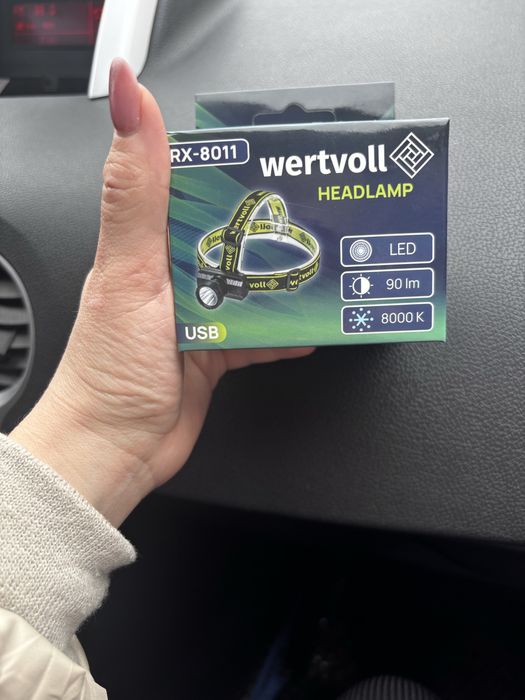 RX-8011
wertvoll
HEADLAMP
LED
90 lm
8000 K
USB